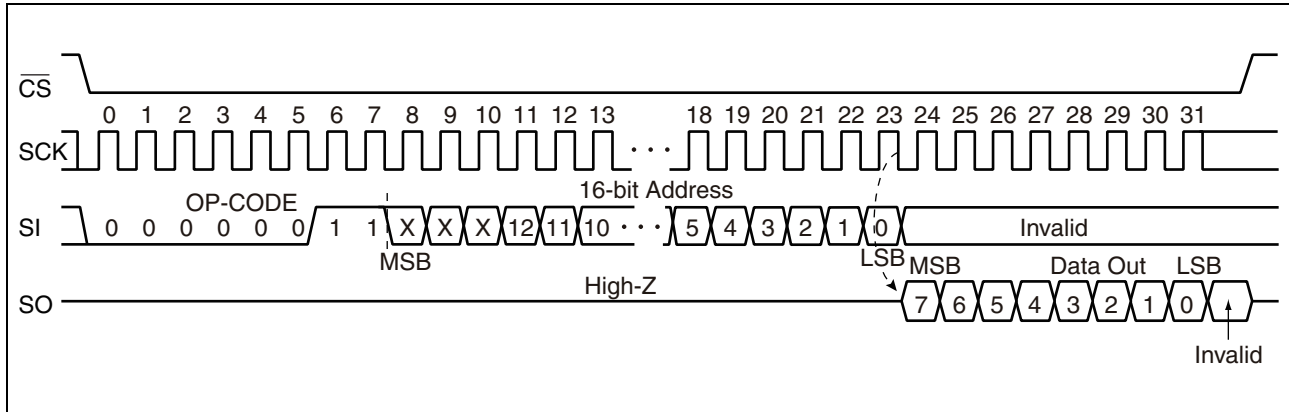 CS
0 1 2 3 4 5 6 7 8 9 10 11 12 13 18 19 20 21 22 23 24 25 26 27 28 29 30 31
SCK
· · ·
OP-CODE
16-bit Address
SI
0 0 0 0 0 0 1 1 X X X 12 11 10 · · · 5 4 3 2 1 0
Invalid
MSB
LSB
High-Z
MSB
Data Out
LSB
SO
7 6 5 4 3 2 1 0
Invalid